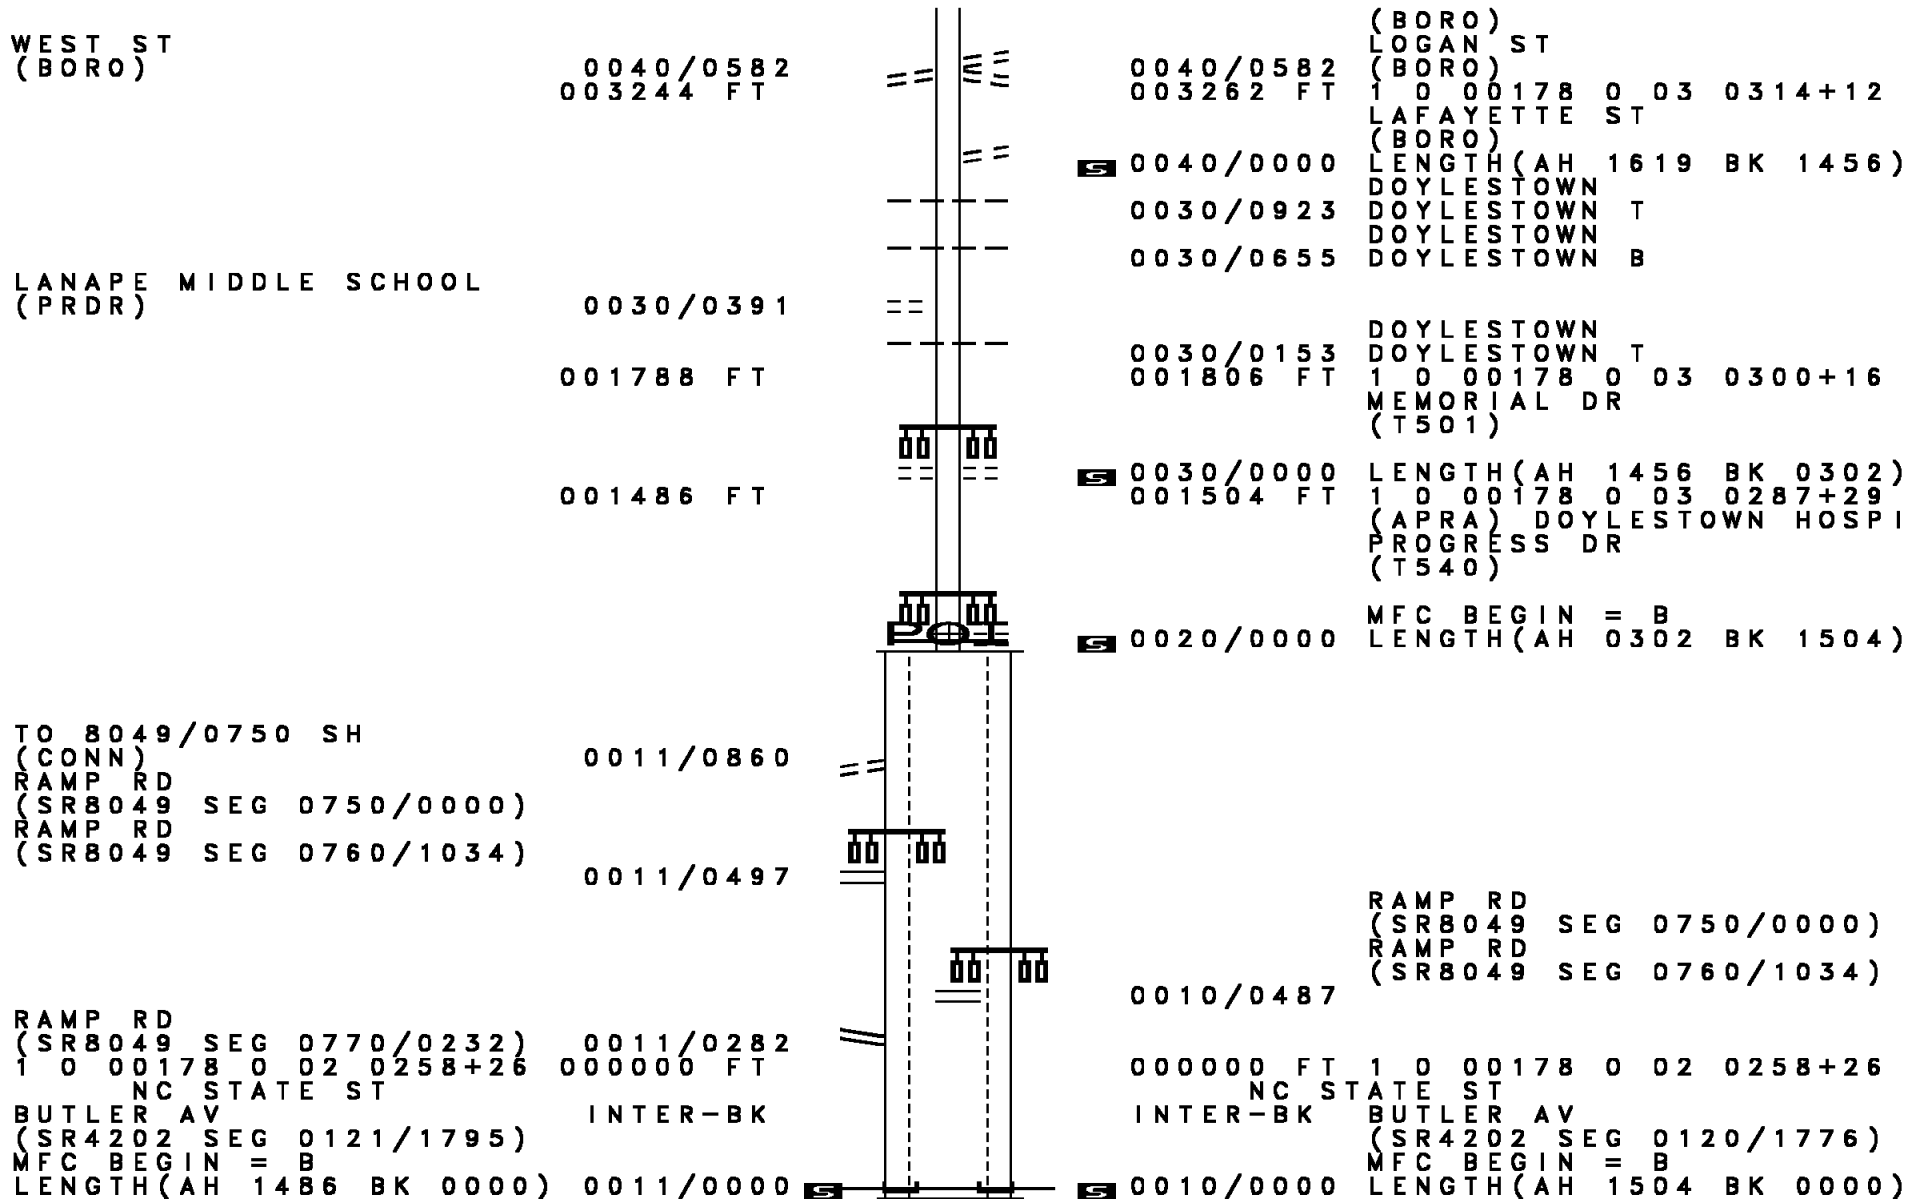 (BORO)
WEST ST LOGAN ST
(BORO) 0040/0582 0040/0582 (BORO)
003244 FT 003262 FT 1 0 00178 0 03 0314+12
LAFAYETTE ST
(BORO)
S 0040/0000 LENGTH(AH 1619 BK 1456)
DOYLESTOWN
0030/0923 DOYLESTOWN T
DOYLESTOWN
0030/0655 DOYLESTOWN B
LANAPE MIDDLE SCHOOL
(PRDR) 0030/0391
DOYLESTOWN
0030/0153 DOYLESTOWN T
001788 FT 001806 FT 1 0 00178 0 03 0300+16
MEMORIAL DR
(T501)
S 0030/0000 LENGTH(AH 1456 BK 0302)
001486 FT 001504 FT 1 0 00178 0 03 0287+29
(APRA) DOYLESTOWN HOSPI
PROGRESS DR
(T540)
MFC BEGIN = B
S 0020/0000 LENGTH(AH 0302 BK 1504)
TO 8049/0750 SH
(CONN) 0011/0860
RAMP RD
(SR8049 SEG 0750/0000)
RAMP RD
(SR8049 SEG 0760/1034)
0011/0497
RAMP RD
(SR8049 SEG 0750/0000)
RAMP RD
(SR8049 SEG 0760/1034)
0010/0487
RAMP RD
(SR8049 SEG 0770/0232) 0011/0282
1 0 00178 0 02 0258+26 000000 FT 000000 FT 1 0 00178 0 02 0258+26
NC STATE ST NC STATE ST
BUTLER AV INTER-BK INTER-BK BUTLER AV
(SR4202 SEG 0121/1795) (SR4202 SEG 0120/1776)
MFC BEGIN = B MFC BEGIN = B
LENGTH(AH 1486 BK 0000) 0011/0000 S S 0010/0000 LENGTH(AH 1504 BK 0000)